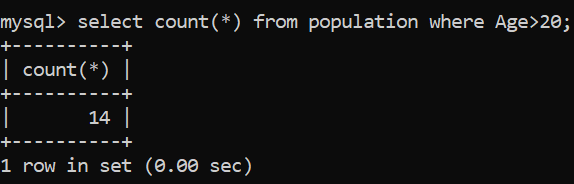 mysql> select count(*) from population where Age>20;
+----------+
| count(*) |
+----------+
|       14 |
+----------+
1 row in set (0.00 sec)